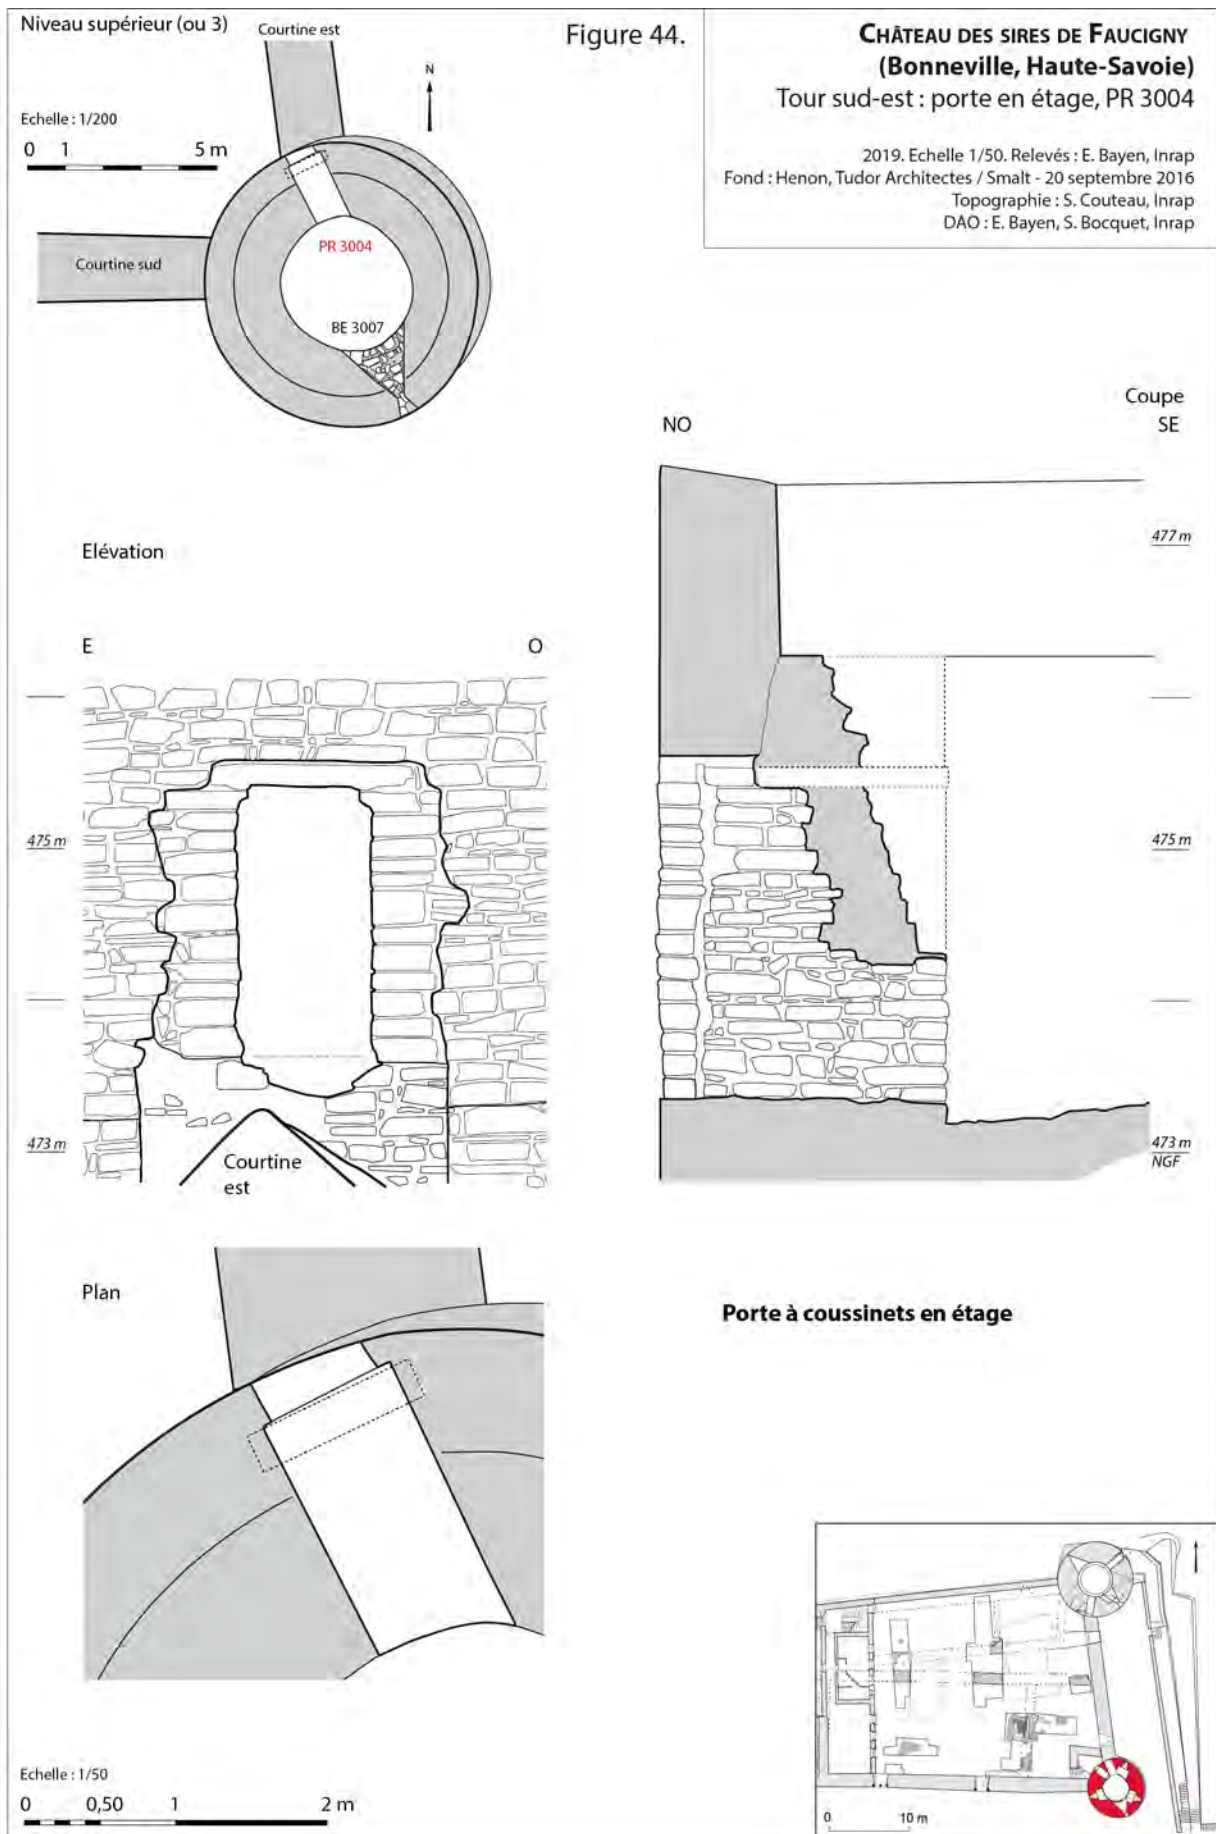 Niveau supérieur (ou 3)
Courtine est
Figure 44.
CHÂTEAU DES SIRES DE FAUCIGNY
(Bonneville, Haute-Savoie)
Tour sud-est : porte en étage, PR 3004
2019. Echelle 1/50. Relevés : E. Bayen, Inrap
Fond : Henon, Tudor Architectes / Smalt - 20 septembre 2016
Topographie : S. Couteau, Inrap
DAO : E. Bayen, S. Bocquet, Inrap
N
Echelle : 1/200
0 1 5 m
PR 3004
Courtine sud
BE 3007
Coupe
NO SE
477 m
475 m
473 m
NGF
Elévation
E O
475 m
473 m
Courtine
est
Plan
Porte à coussinets en étage
Echelle : 1/50
0 0,50 1 2 m
0 10 m